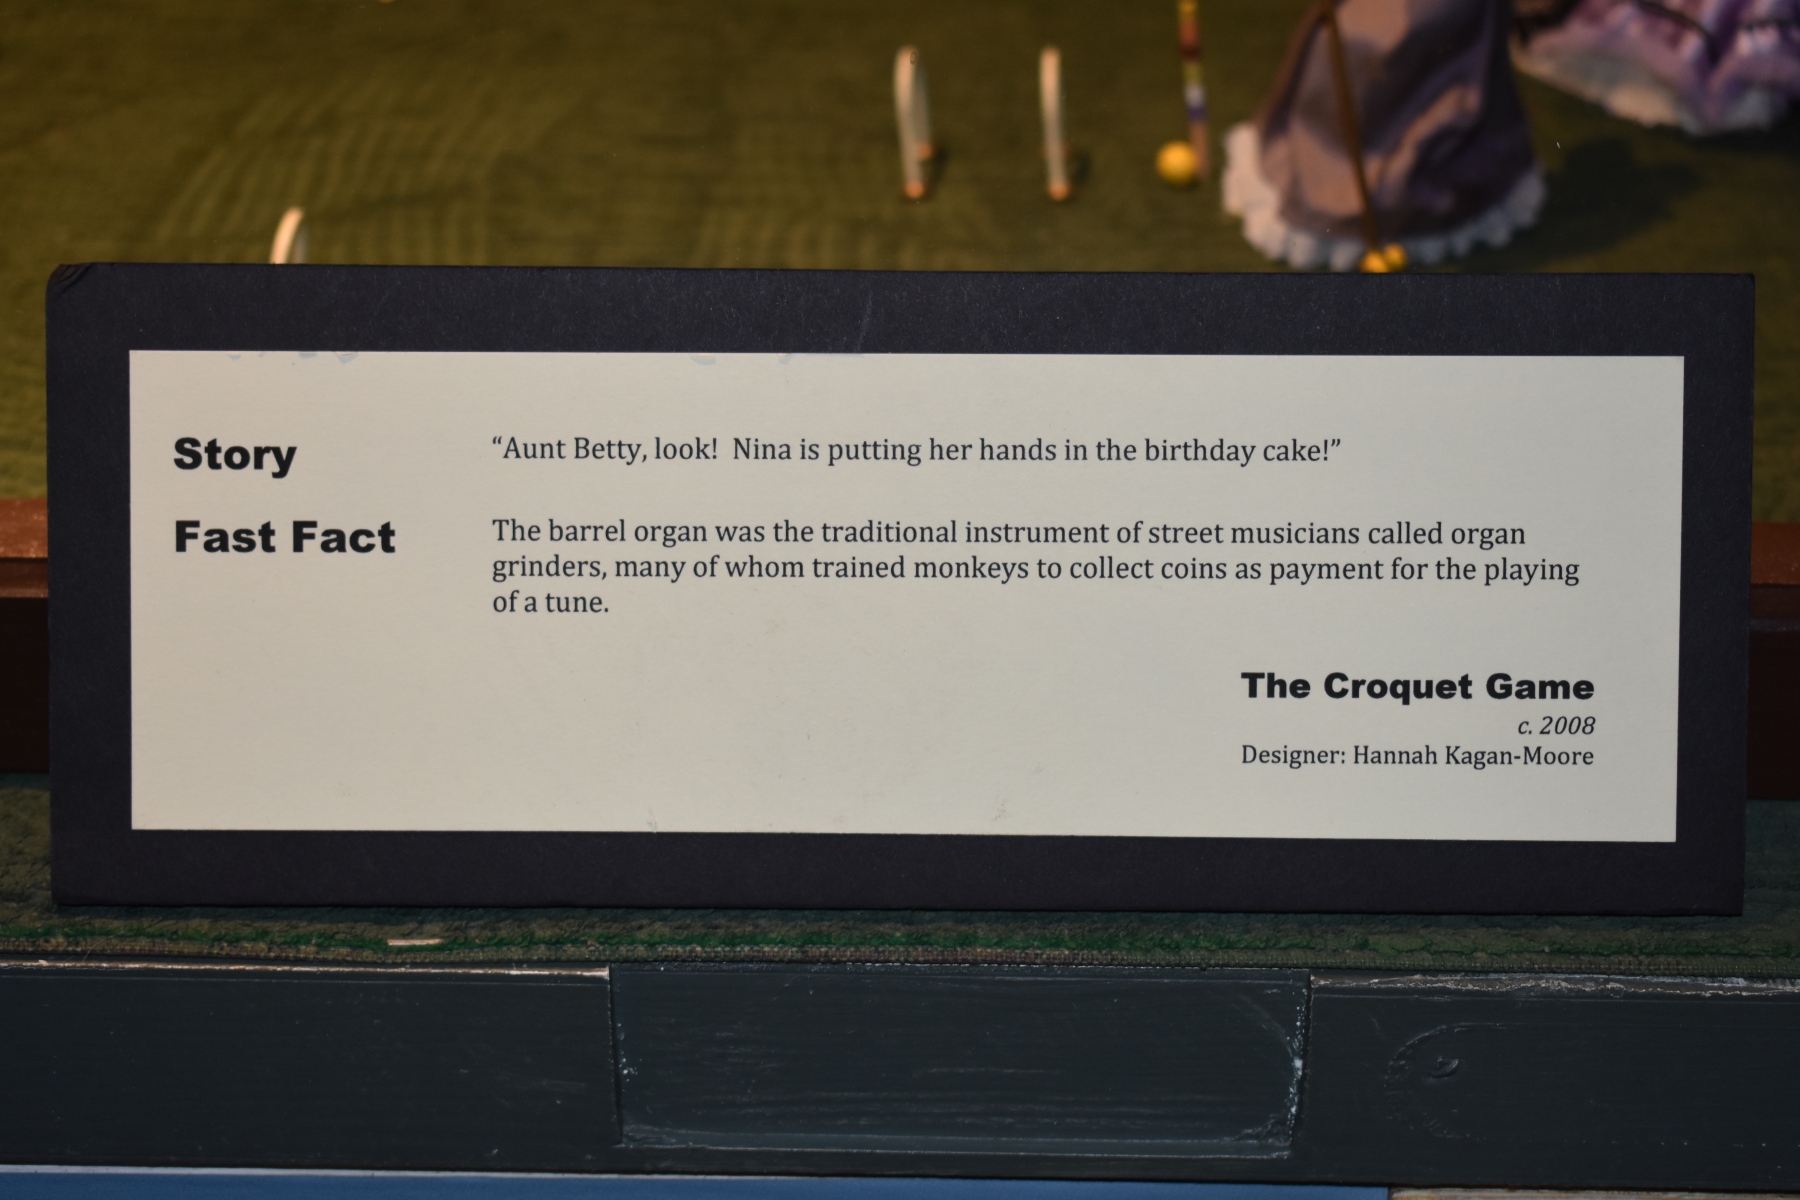 Story
“Aunt Betty, look!  Nina is putting her hands in the birthday cake!”
Fast Fact
The barrel organ was the traditional instrument of street musicians called organ
grinders, many of whom trained monkeys to collect coins as payment for the playing
of a tune.
The Croquet Game
c. 2008
Designer: Hannah Kagan-Moore